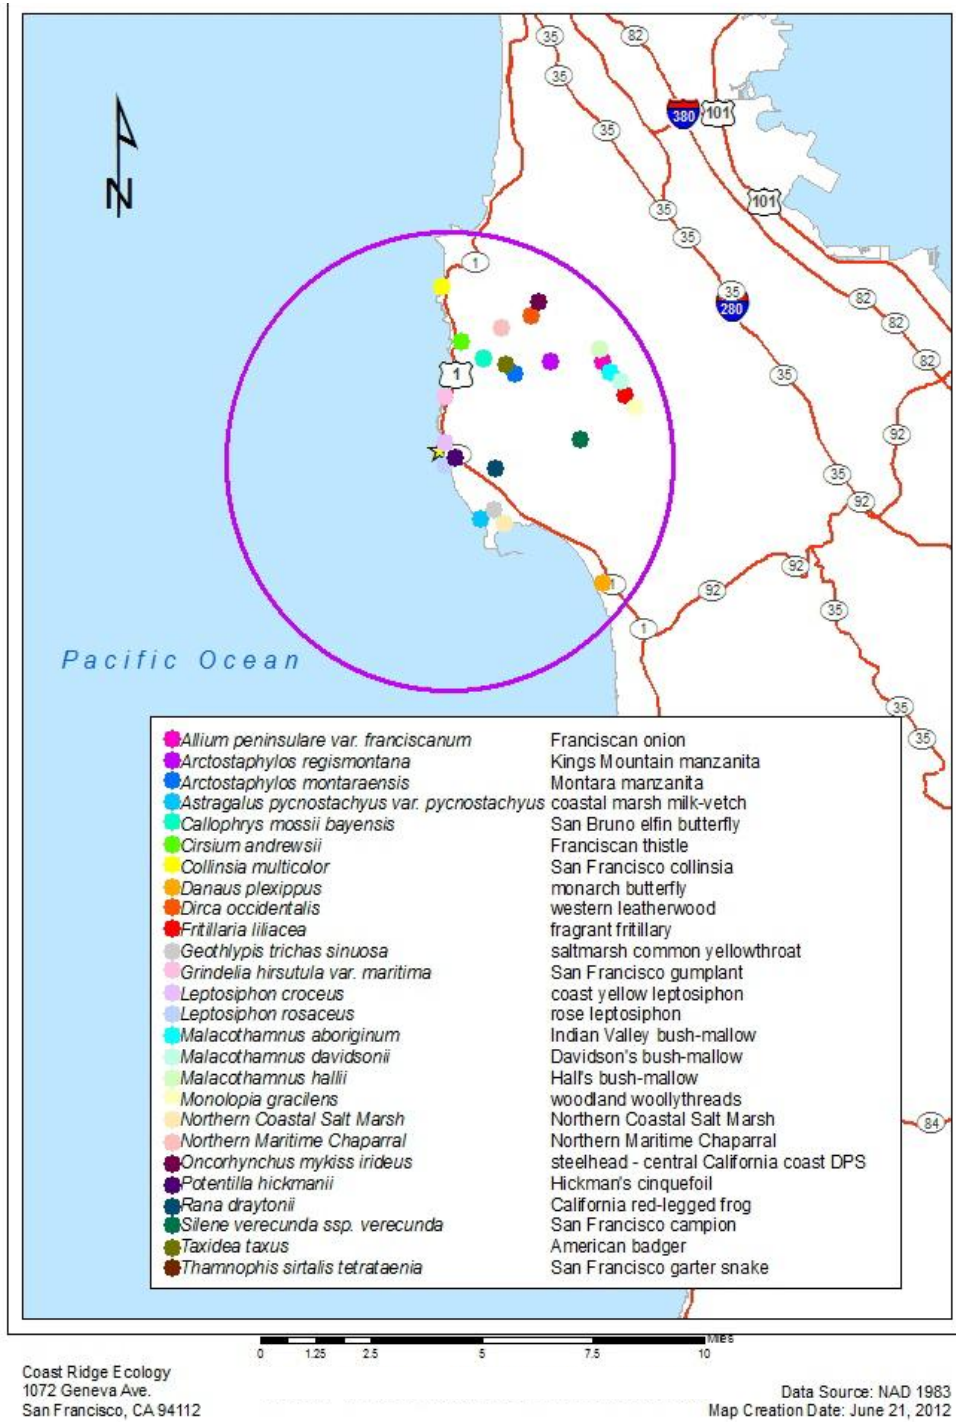 35
82
35
380
101
35
101
35
35
1
35
280
82
82
82
1
35
92
35
92
1
92
92
35
1
35
35
N
Pacific Ocean
Allium peninsulare var. franciscanum Franciscan onion
Arctostaphylos regismontana Kings Mountain manzanita
Arctostaphylos montaraensis Montara manzanita
Astragalus pycnostachyus var. pycnostachyus coastal marsh milk-vetch
Callophrys mossii bayensis San Bruno elfin butterfly
Cirsium andrewsii Franciscan thistle
Collinsia multicolor San Francisco collinsia
Danaus plexippus monarch butterfly
Dirca occidentalis western leatherwood
Fritillaria liliacea fragrant fritillary
Geothlypis trichas sinuosa saltmarsh common yellowthroat
Grindelia hirsutula var. maritima San Francisco gumplant
Leptosiphon croceus coast yellow leptosiphon
Leptosiphon rosaceus rose leptosiphon
Malacothamnus aboriginum Indian Valley bush-mallow
Malacothamnus davidsonii Davidson's bush-mallow
Malacothamnus hallii Hall's bush-mallow
Monolopia gracilens woodland woollythreads
Northern Coastal Salt Marsh Northern Coastal Salt Marsh
Northern Maritime Chaparral Northern Maritime Chaparral
Oncorhynchus mykiss irideus steelhead - central California coast DPS
Potentilla hickmanii Hickman's cinquefoil
Rana draytonii California red-legged frog
Silene verecunda ssp. verecunda San Francisco campion
Taxidea taxus American badger
Thamnophis sirtalis tetrataenia San Francisco garter snake
84
Miles
0 1.25 2.5 5 7.5 10
Coast Ridge Ecology
1072 Geneva Ave.
San Francisco, CA 94112
Data Source: NAD 1983
Map Creation Date: June 21, 2012